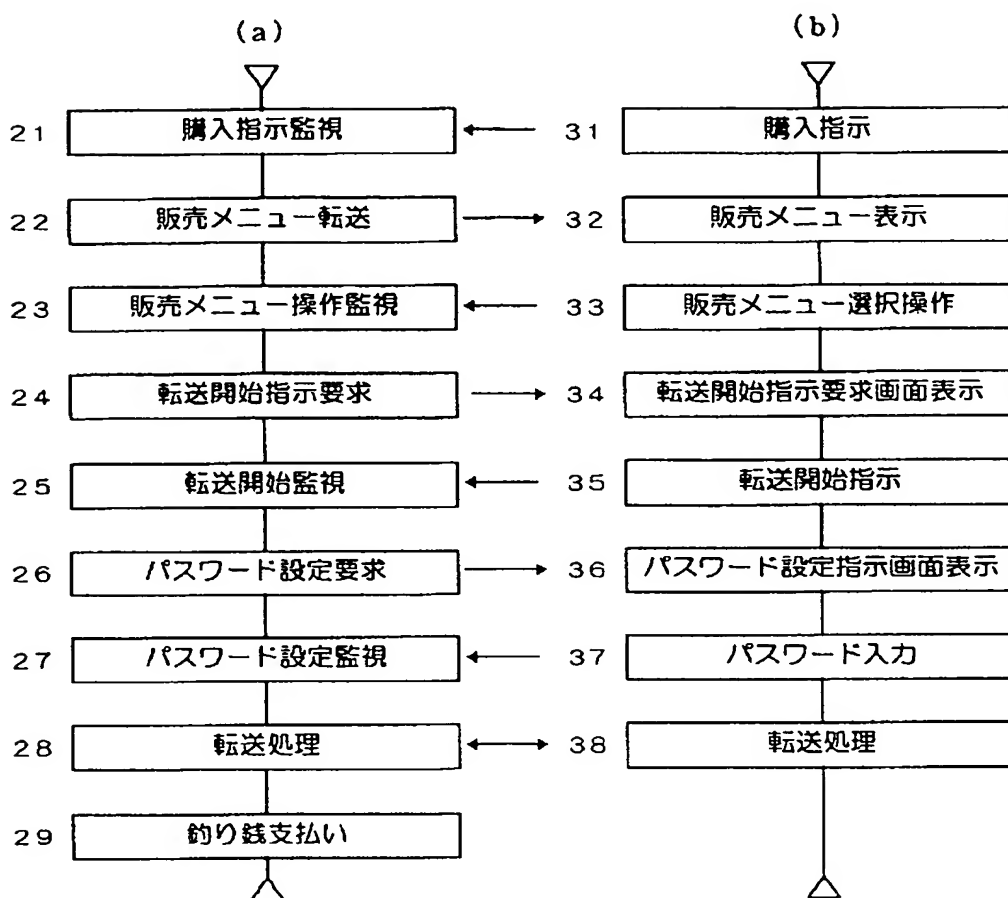 (a) (b)
21 購入指示監視 31 購入指示
22 販売メニュー転送 32 販売メニュー表示
23 販売メニュー操作監視 33 販売メニュー選択操作
24 転送開始指示要求 34 転送開始指示要求画面表示
25 転送開始監視 35 転送開始指示
26 パスワード設定要求 36 パスワード設定指示画面表示
27 パスワード設定監視 37 パスワード入力
28 転送処理 38 転送処理
29 釣り銭支払い